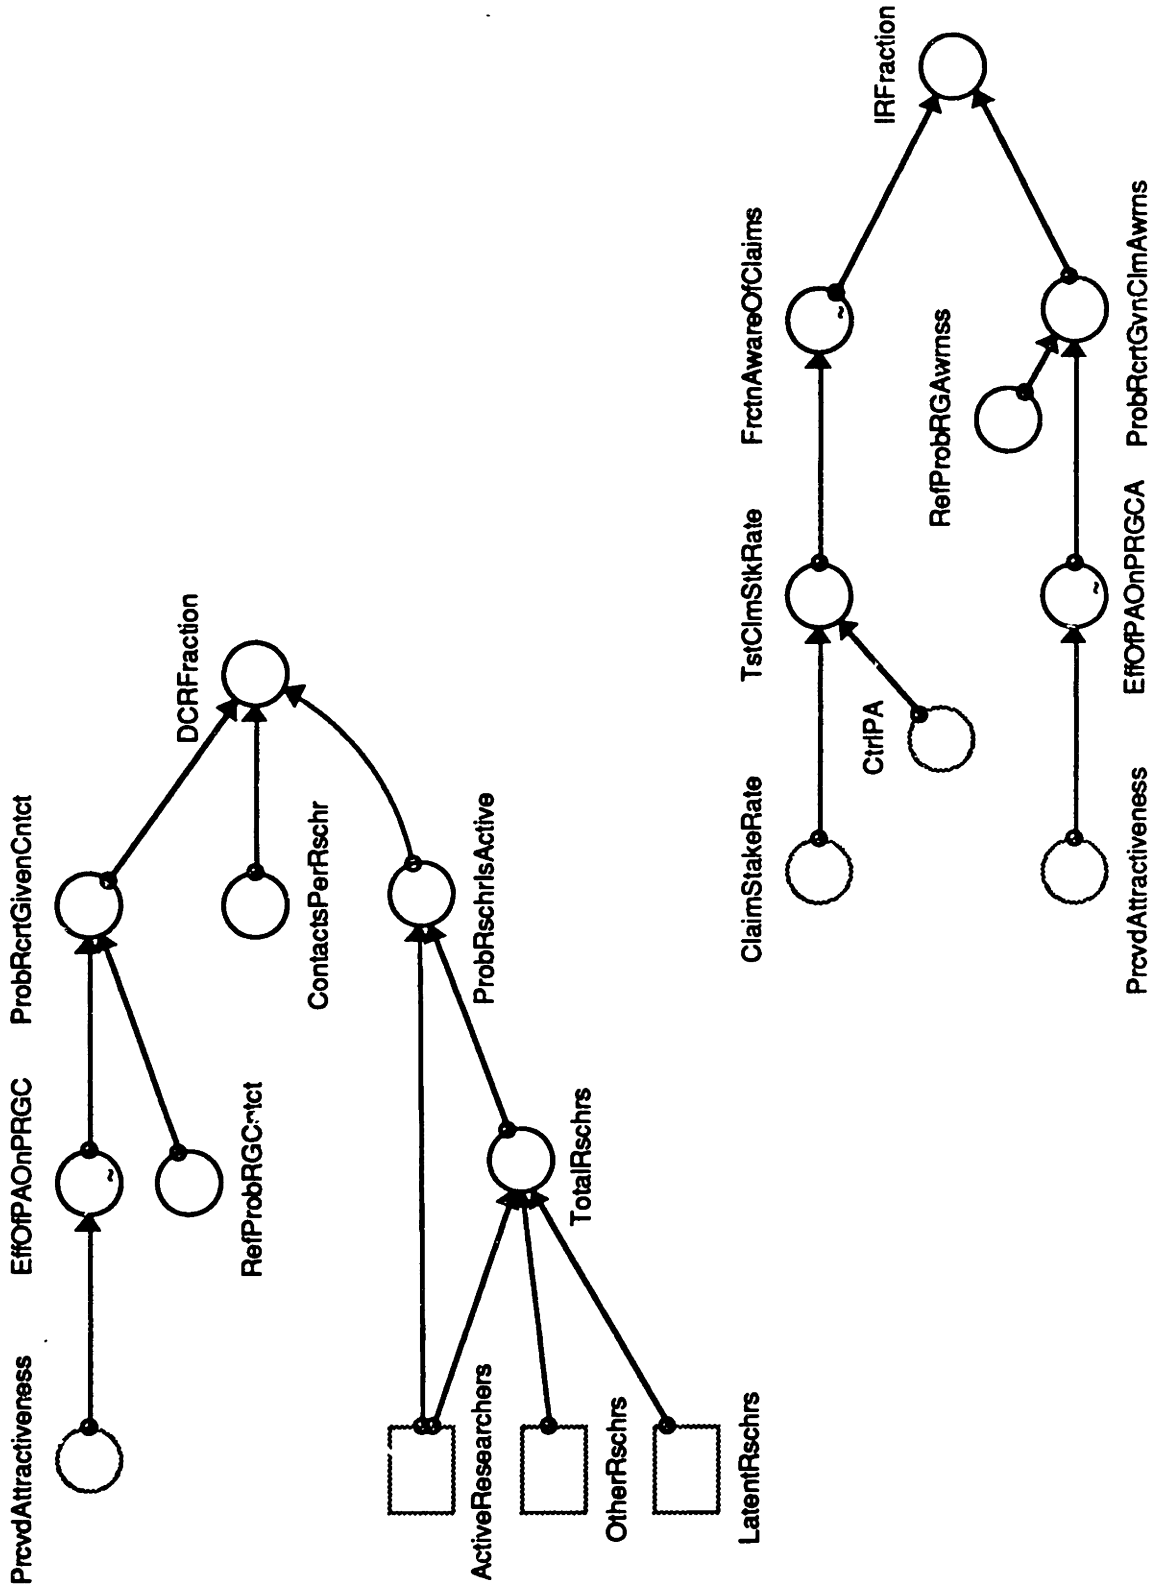 PrcvdAttractiveness
EffOfPAOnPRGC
ProbRcrtGivenCntct
RefProbRGCntct
DCRFraction
ContactsPerRschr
ActiveResearchers
ProbRschrIsActive
TotalRschrs
OtherRschrs
LatentRschrs
ClaimStakeRate
TstClmStkRate
FrctnAwareOfClaims
IRFraction
CtrlPA
RefProbRGAwrnss
PrcvdAttractiveness
EffOfPAOnPRGCA
ProbRcrtGvnClmAwrns
~
~
~
~